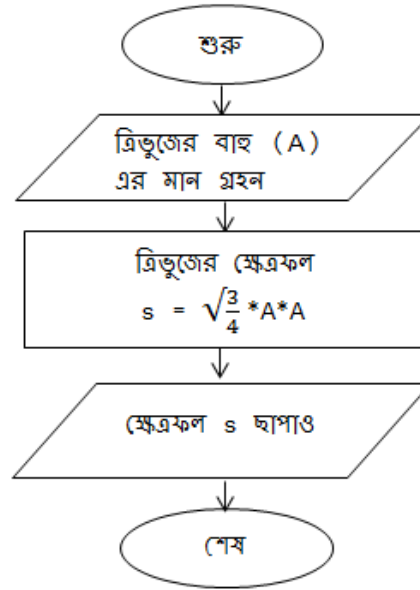 শুরু
ত্রিভুজের বাহু (A)
এর মান গ্রহন
ত্রিভুজের ক্ষেত্রফল
s = √3/4 *A*A
ক্ষেত্রফল s ছাপাও
শেষ